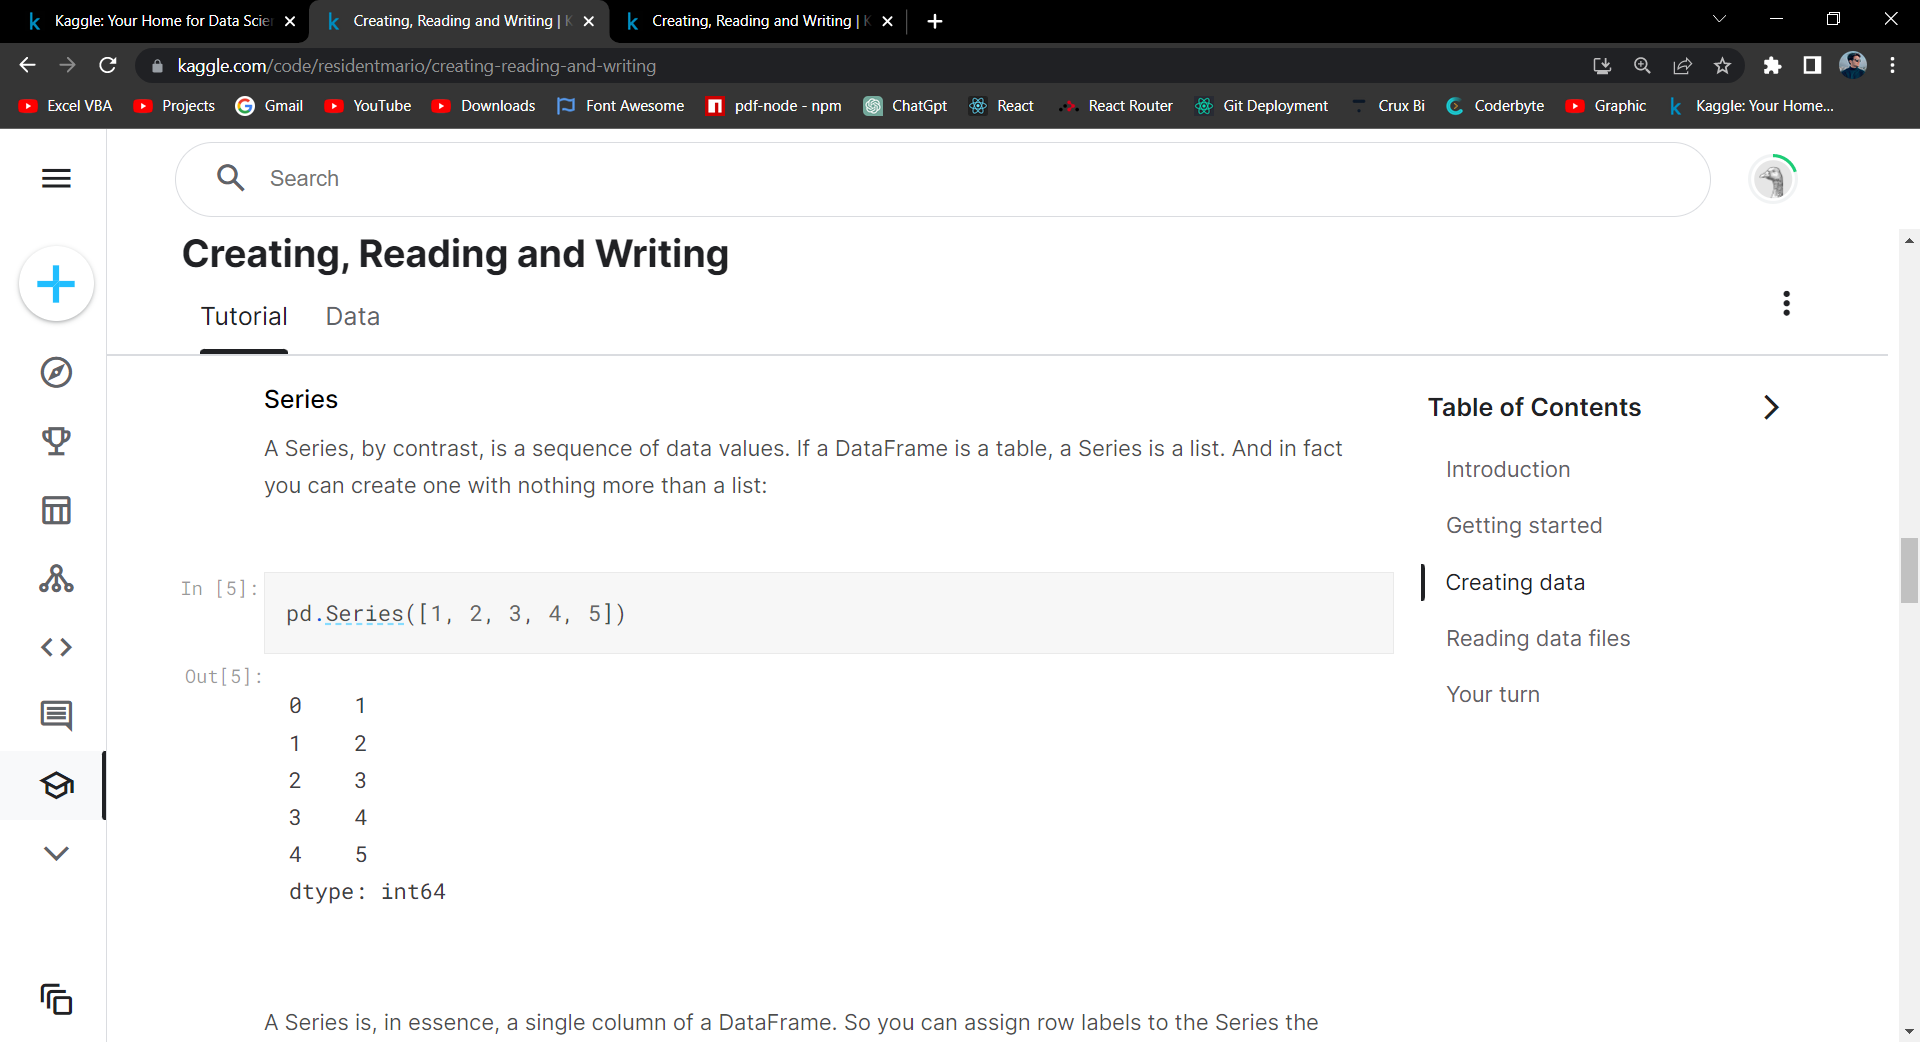 Kaggle: Your Home for Data Scie
Creating, Reading and Writing | K
Creating, Reading and Writing | K
kaggle.com/code/residentmario/creating-reading-and-writing
Excel VBA Projects Gmail YouTube Downloads Font Awesome pdf-node - npm ChatGpt React React Router Git Deployment Crux Bi Coderbyte Graphic Kaggle: Your Home...
Search
Creating, Reading and Writing
Tutorial Data
Series
A Series, by contrast, is a sequence of data values. If a DataFrame is a table, a Series is a list. And in fact
you can create one with nothing more than a list:
In [5]:
pd.Series([1, 2, 3, 4, 5])
Out[5]:
0 1
1 2
2 3
3 4
4 5
dtype: int64
A Series is, in essence, a single column of a DataFrame. So you can assign row labels to the Series the
Table of Contents
Introduction
Getting started
Creating data
Reading data files
Your turn